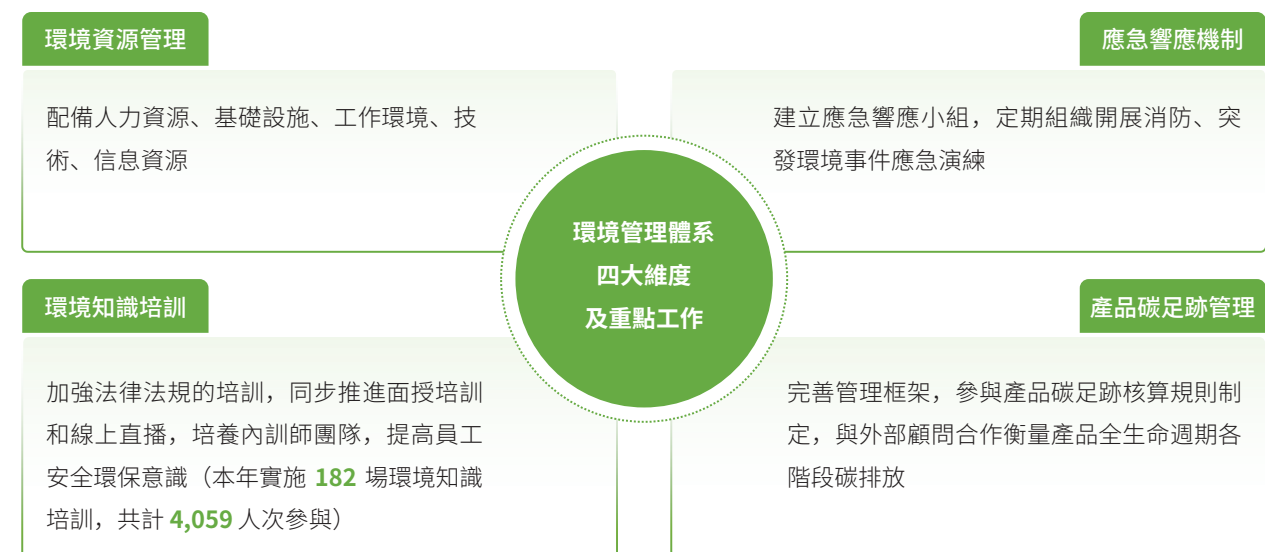 環境資源管理
配備人力資源、基礎設施、工作環境、技
術、信息資源
應急響應機制
建立應急響應小組，定期組織開展消防、突
發環境事件應急演練
環境管理體系
四大維度
及重點工作
環境知識培訓
加強法律法規的培訓，同步推進面授培訓
和線上直播，培養內訓師團隊，提高員工
安全環保意識（本年實施 182 場環境知識
培訓，共計 4,059 人次參與）
產品碳足跡管理
完善管理框架，參與產品碳足跡核算規則制
定，與外部顧問合作衡量產品全生命週期各
階段碳排放